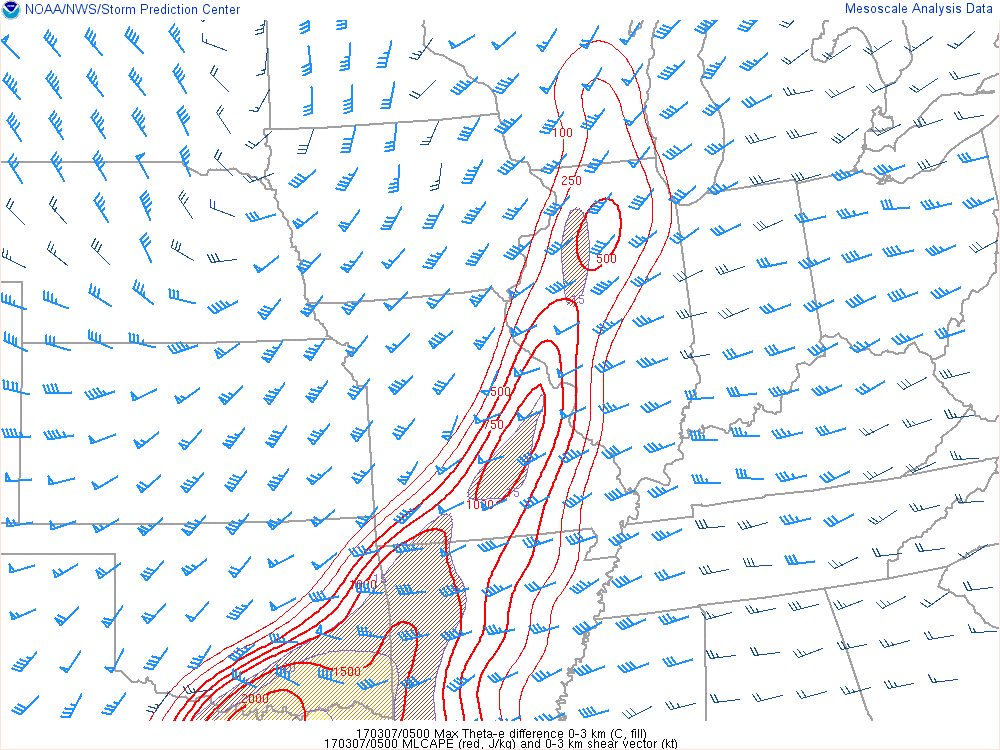 NOAA/NWS/Storm Prediction Center
Mesoscale Analysis Data
100
250
500
500
750
1000
1000
1500
2000
170307/0500 Max Theta-e difference 0-3 km (C, fill)
170307/0500 MLCAPE (red, J/kg) and 0-3 km shear vector (kt)